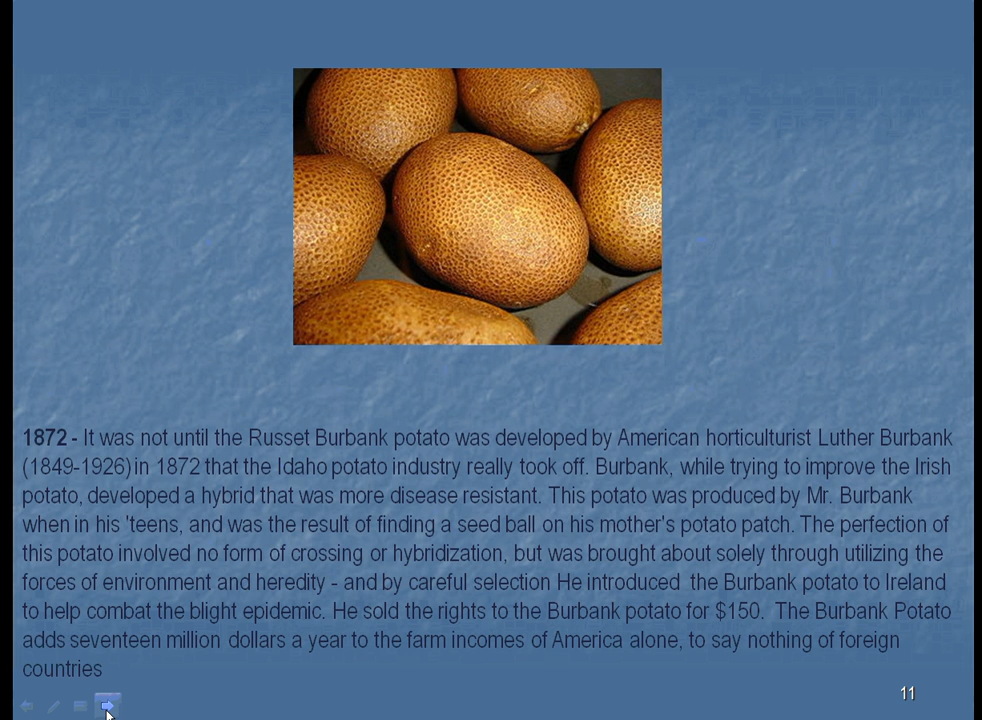 1872 - It was not until the Russet Burbank potato was developed by American horticulturist Luther Burbank
(1849-1926) in 1872 that the Idaho potato industry really took off. Burbank, while trying to improve the Irish
potato, developed a hybrid that was more disease resistant. This potato was produced by Mr. Burbank
when in his 'teens, and was the result of finding a seed ball on his mother's potato patch. The perfection of
this potato involved no form of crossing or hybridization, but was brought about solely through utilizing the
forces of environment and heredity - and by careful selection He introduced the Burbank potato to Ireland
to help combat the blight epidemic. He sold the rights to the Burbank potato for $150. The Burbank Potato
adds seventeen million dollars a year to the farm incomes of America alone, to say nothing of foreign
countries
11